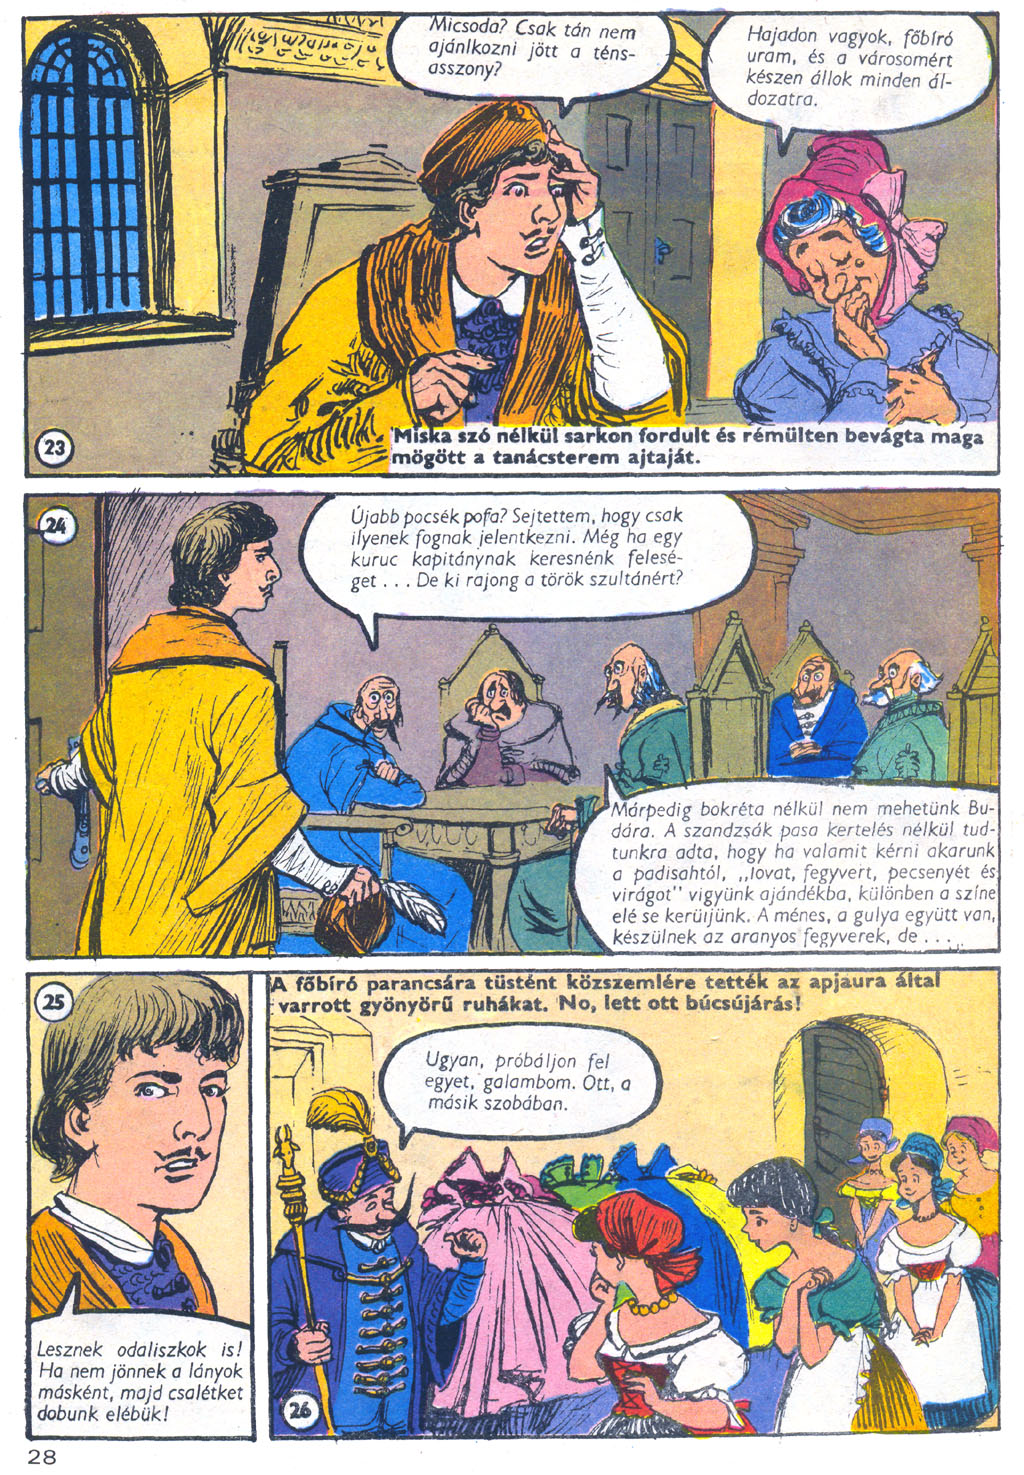 Micsoda? Csak tán nem
ajánlkozni jött a téns-
asszony?
Hajadon vagyok, főbíró
uram, és a városomért
készen állok minden ál-
dozatra.
23
Miska szó nélkül sarkon fordult és rémülten bevágta maga
mögött a tanácsterem ajtaját.
24
Újabb pocsék pofa? Sejtettem, hogy csak
ilyenek fognak jelentkezni. Még ha egy
kuruc kapitánynak keresnénk felesé-
get . . . De ki rajong a török szultánért?
Márpedig bokréta nélkül nem mehetünk Bu-
dára. A szandzsák pasa kertelés nélkül tud-
tunkra adta, hogy ha valamit kérni akarunk
a padisahtól, „lovat, fegyvert, pecsenyét és
virágot" vigyünk ajándékba, különben a színe
elé se kerüljünk. A ménes, a gulya együtt van,
készülnek az aranyos fegyverek, de . . .
25
Lesznek odaliszkok is!
Ha nem jönnek a lányok
másként, majd csalétket
dobunk elébük!
A főbíró parancsára tüstént közszemlére tették az apjaura által
varrott gyönyörű ruhákat. No, lett ott búcsújárás!
Ugyan, próbáljon fel
egyet, galambom. Ott, a
másik szobában.
26
28